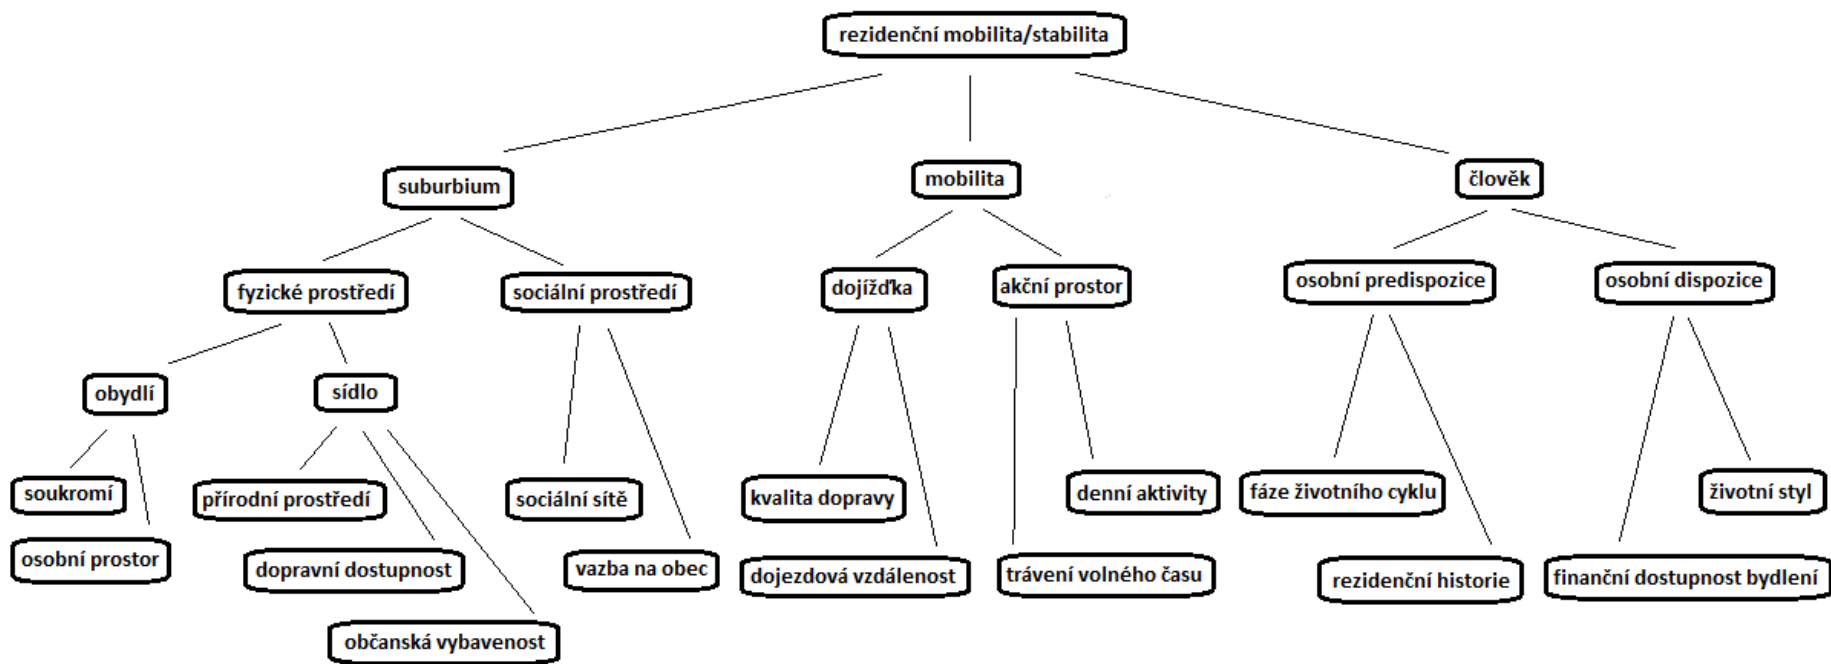 rezidenční mobilita/stabilita
suburbium
mobilita
člověk
fyzické prostředí
sociální prostředí
dojížďka
akční prostor
osobní predispozice
osobní dispozice
obydlí
sídlo
soukromí
přírodní prostředí
sociální sítě
kvalita dopravy
denní aktivity
fáze životního cyklu
životní styl
osobní prostor
dopravní dostupnost
vazba na obec
dojezdová vzdálenost
trávení volného času
rezidenční historie
finanční dostupnost bydlení
občanská vybavenost